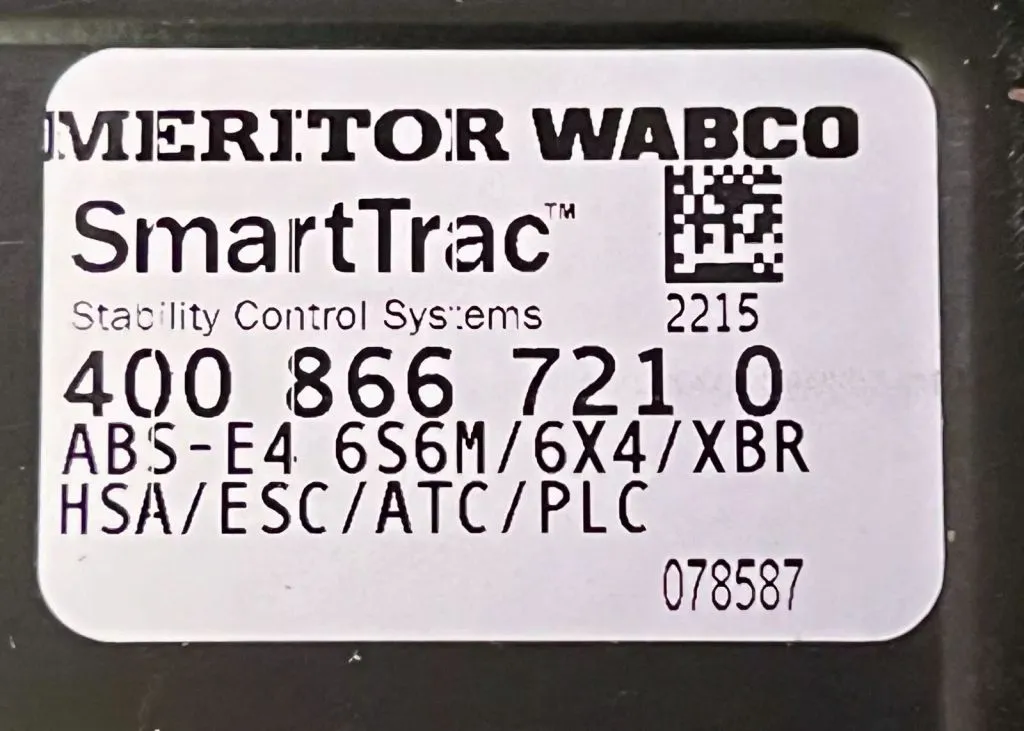 MERITOR WABCO
SmartTrac™
Stability Control Systems
2215
400 866 721 0
ABS-E4 6S6M/6X4/XBR
HSA/ESC/ATC/PLC
078587